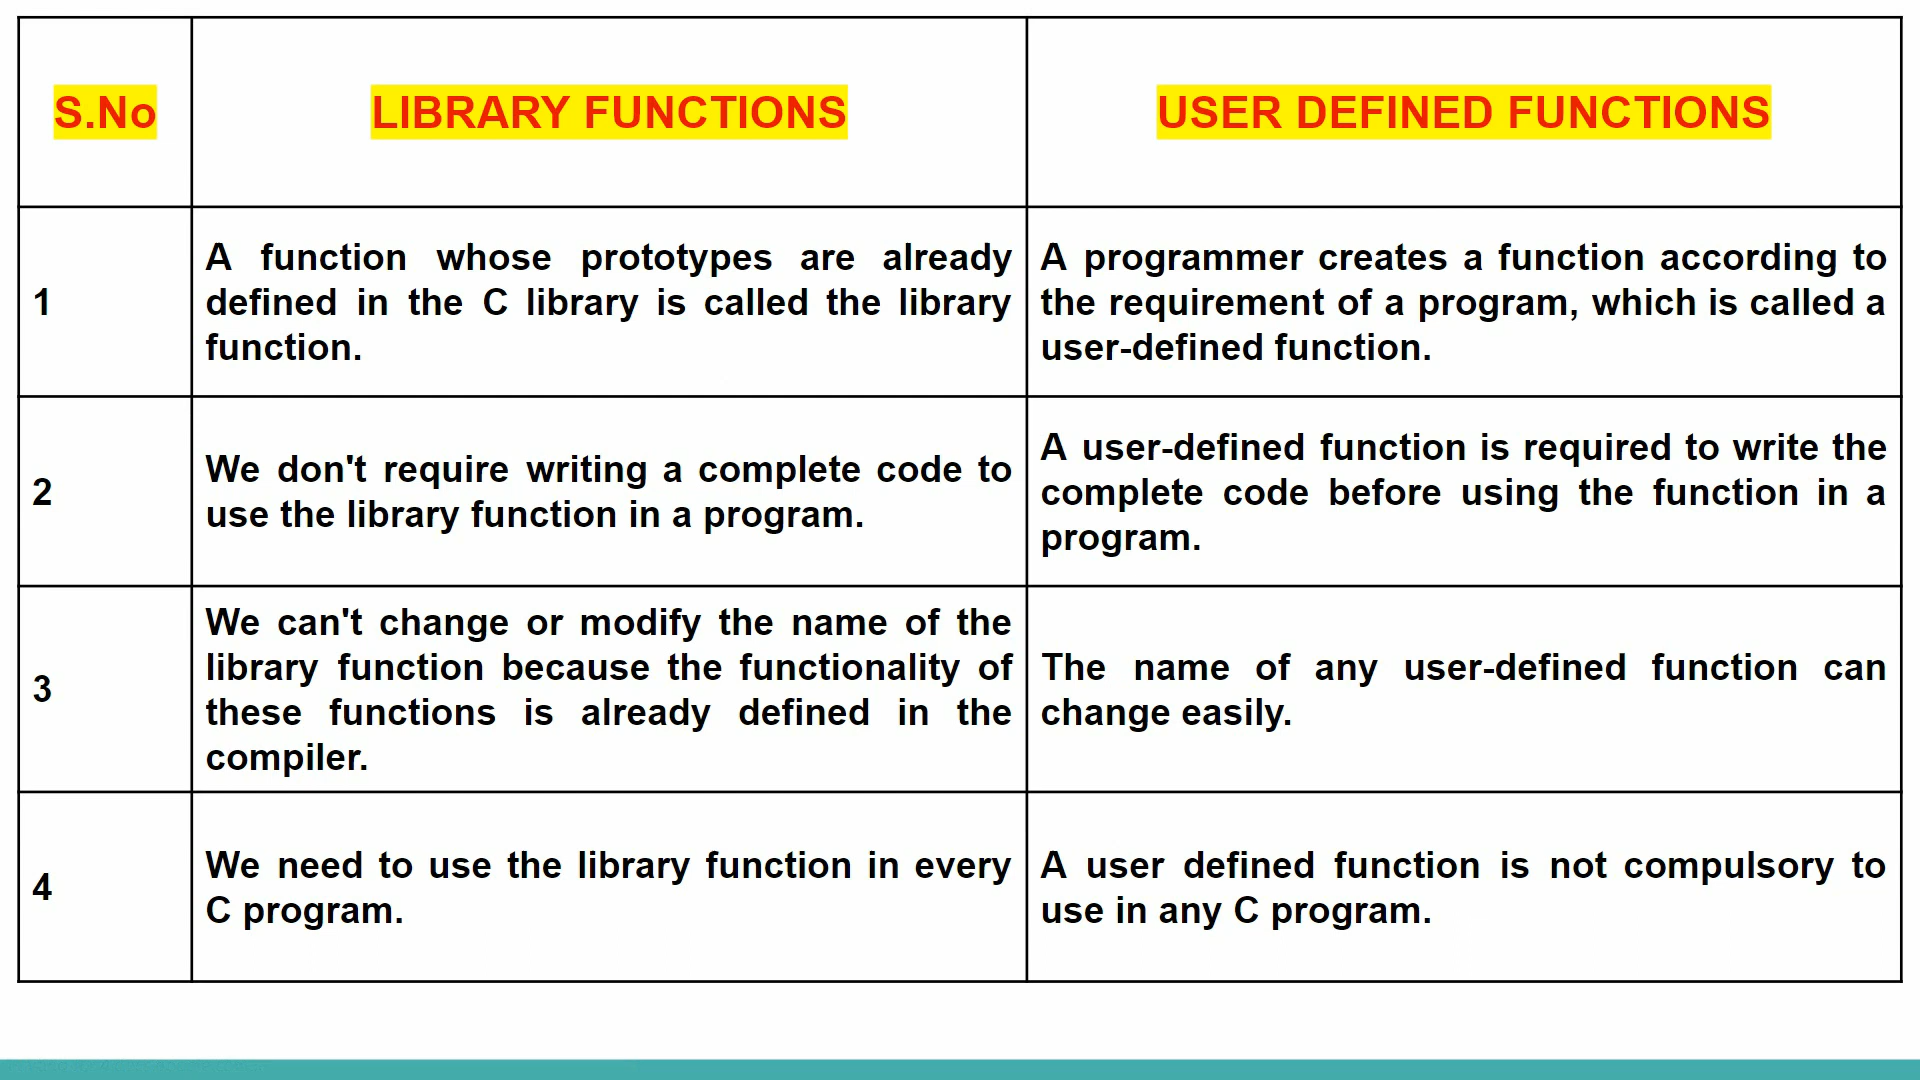 S.No
LIBRARY FUNCTIONS
USER DEFINED FUNCTIONS
1
A function whose prototypes are already
defined in the C library is called the library
function.
A programmer creates a function according to
the requirement of a program, which is called a
user-defined function.
2
We don't require writing a complete code to
use the library function in a program.
A user-defined function is required to write the
complete code before using the function in a
program.
3
We can't change or modify the name of the
library function because the functionality of
these functions is already defined in the
compiler.
The name of any user-defined function can
change easily.
4
We need to use the library function in every
C program.
A user defined function is not compulsory to
use in any C program.